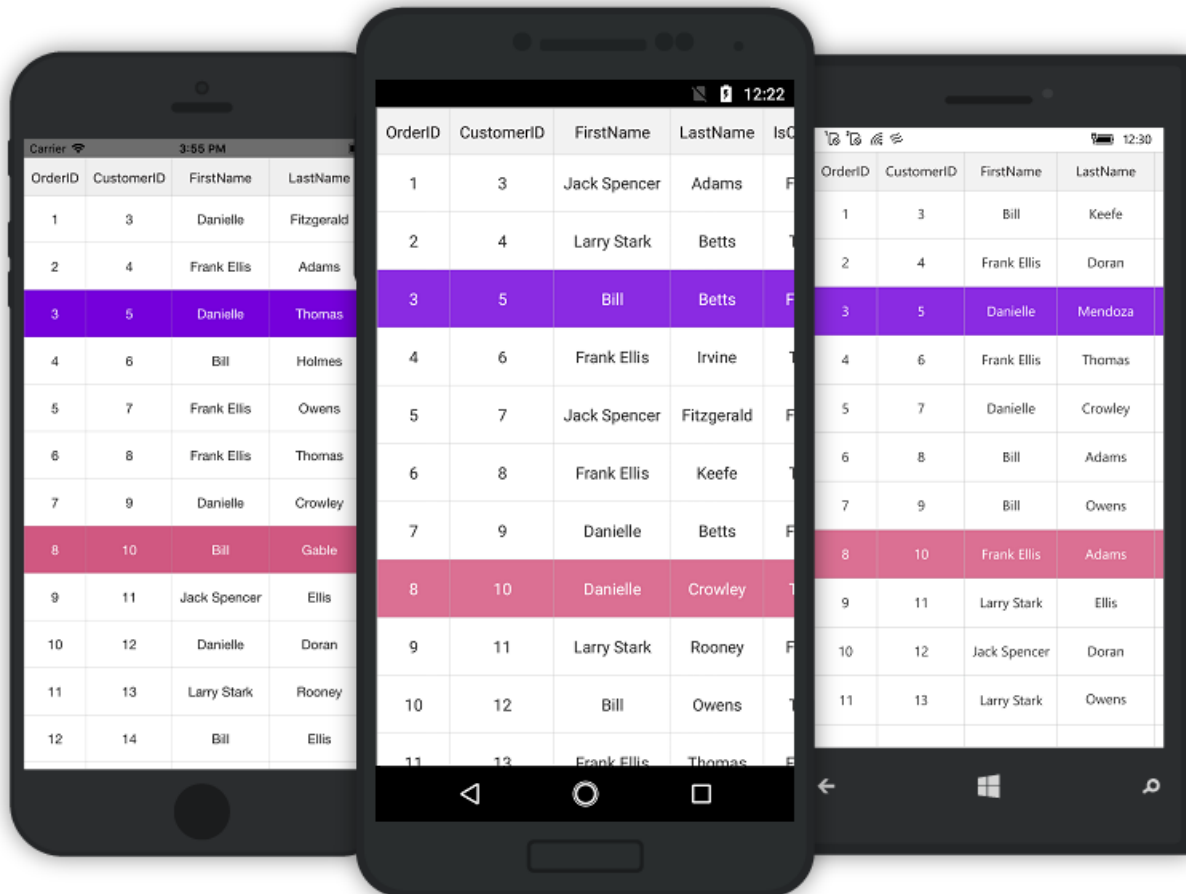 Carrier 3:55 PM
OrderID CustomerID FirstName LastName
1 3 Danielle Fitzgerald
2 4 Frank Ellis Adams
3 5 Danielle Thomas
4 6 Bill Holmes
5 7 Frank Ellis Owens
6 8 Frank Ellis Thomas
7 9 Danielle Crowley
8 10 Bill Gable
9 11 Jack Spencer Ellis
10 12 Danielle Doran
11 13 Larry Stark Rooney
12 14 Bill Ellis
12:22
OrderID CustomerID FirstName LastName
1 3 Jack Spencer Adams F
2 4 Larry Stark Betts
3 5 Bill Betts F
4 6 Frank Ellis Irvine
5 7 Jack Spencer Fitzgerald F
6 8 Frank Ellis Keefe
7 9 Danielle Betts F
8 10 Danielle Crowley
9 11 Larry Stark Rooney F
10 12 Bill Owens
11 13 Frank Ellis Thomas F
12:30
OrderID CustomerID FirstName LastName
1 3 Bill Keefe
2 4 Frank Ellis Doran
3 5 Danielle Mendoza
4 6 Frank Ellis Thomas
5 7 Danielle Crowley
6 8 Bill Adams
7 9 Bill Owens
8 10 Frank Ellis Adams
9 11 Larry Stark Ellis
10 12 Jack Spencer Doran
11 13 Larry Stark Owens